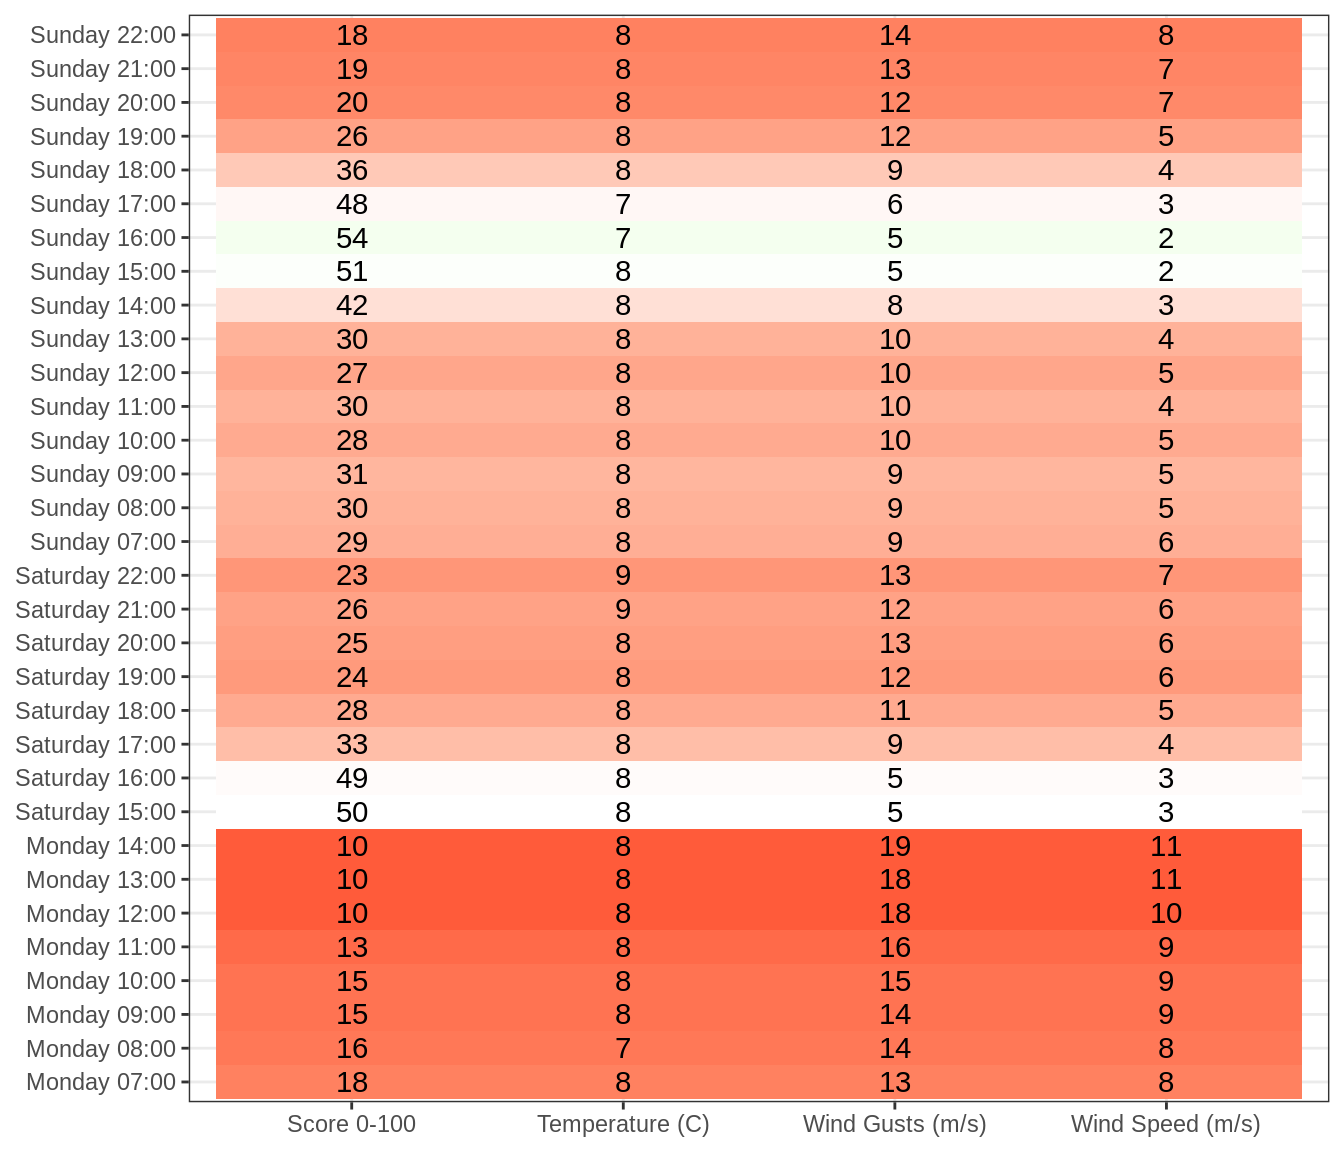 Sunday 22:00 18 8 14 8
Sunday 21:00 19 8 13 7
Sunday 20:00 20 8 12 7
Sunday 19:00 26 8 12 5
Sunday 18:00 36 8 9 4
Sunday 17:00 48 7 6 3
Sunday 16:00 54 7 5 2
Sunday 15:00 51 8 5 2
Sunday 14:00 42 8 8 3
Sunday 13:00 30 8 10 4
Sunday 12:00 27 8 10 5
Sunday 11:00 30 8 10 4
Sunday 10:00 28 8 10 5
Sunday 09:00 31 8 9 5
Sunday 08:00 30 8 9 5
Sunday 07:00 29 8 9 6
Saturday 22:00 23 9 13 7
Saturday 21:00 26 9 12 6
Saturday 20:00 25 8 13 6
Saturday 19:00 24 8 12 6
Saturday 18:00 28 8 11 5
Saturday 17:00 33 8 9 4
Saturday 16:00 49 8 5 3
Saturday 15:00 50 8 5 3
Monday 14:00 10 8 19 11
Monday 13:00 10 8 18 11
Monday 12:00 10 8 18 10
Monday 11:00 13 8 16 9
Monday 10:00 15 8 15 9
Monday 09:00 15 8 14 9
Monday 08:00 16 7 14 8
Monday 07:00 18 8 13 8
Score 0-100 Temperature (C) Wind Gusts (m/s) Wind Speed (m/s)